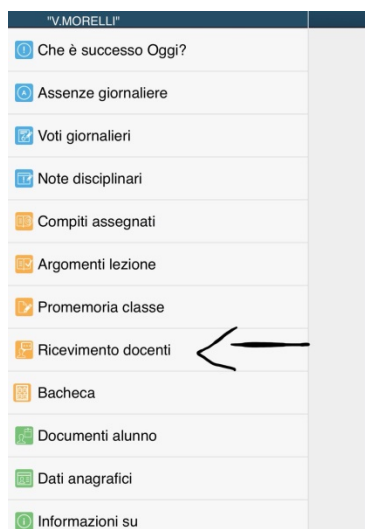 "V.MORELLI"
Che è successo Oggi?
Assenze giornaliere
Voti giornalieri
Note disciplinari
Compiti assegnati
Argomenti lezione
Promemoria classe
Ricevimento docenti
Bacheca
Documenti alunno
Dati anagrafici
Informazioni su